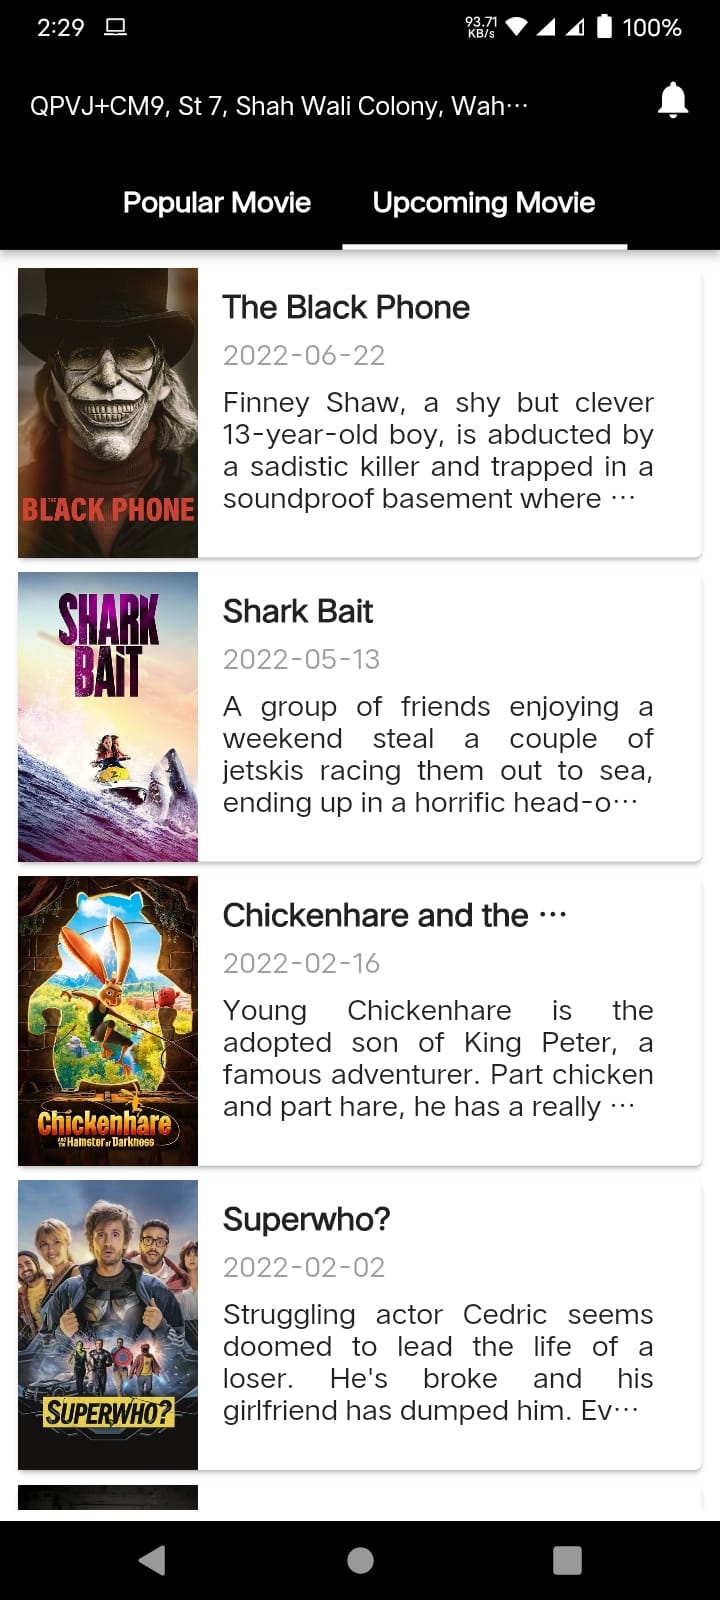 2:29 93.71 KB/s 100%
QPVJ+CM9, St 7, Shah Wali Colony, Wah···
Popular Movie Upcoming Movie
THE BLACK PHONE
The Black Phone
2022-06-22
Finney Shaw, a shy but clever
13-year-old boy, is abducted by
a sadistic killer and trapped in a
soundproof basement where ···
SHARK
BAIT
Shark Bait
2022-05-13
A group of friends enjoying a
weekend steal a couple of
jetskis racing them out to sea,
ending up in a horrific head-o···
Chickenhare
AND THE Hamster of Darkness
Chickenhare and the ···
2022-02-16
Young Chickenhare is the
adopted son of King Peter, a
famous adventurer. Part chicken
and part hare, he has a really ···
SUPERWHO?
Superwho?
2022-02-02
Struggling actor Cedric seems
doomed to lead the life of a
loser. He's broke and his
girlfriend has dumped him. Ev···